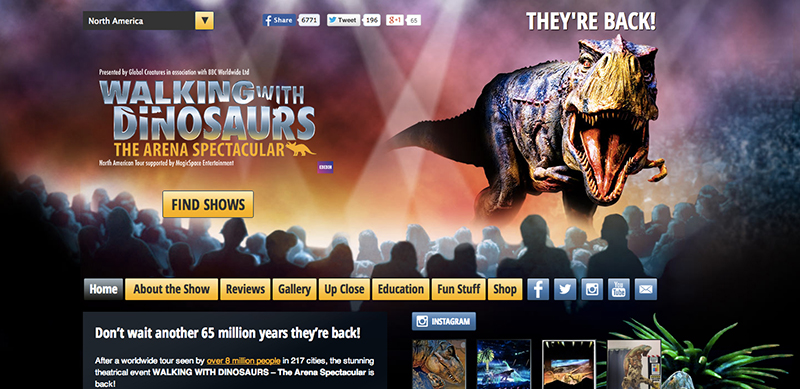 North America
Share 6771
Tweet 196
g+1 65
THEY'RE BACK!
Presented by Global Creatures in association with BBC Worldwide Ltd
WALKING WITH
DINOSAURS
THE ARENA SPECTACULAR
North American Tour supported by MagicSpace Entertainment
BBC
FIND SHOWS
Home About the Show Reviews Gallery Up Close Education Fun Stuff Shop You Tube
Don't wait another 65 million years they're back!
INSTAGRAM
After a worldwide tour seen by over 8 million people in 217 cities, the stunning
theatrical event WALKING WITH DINOSAURS – The Arena Spectacular is
back!